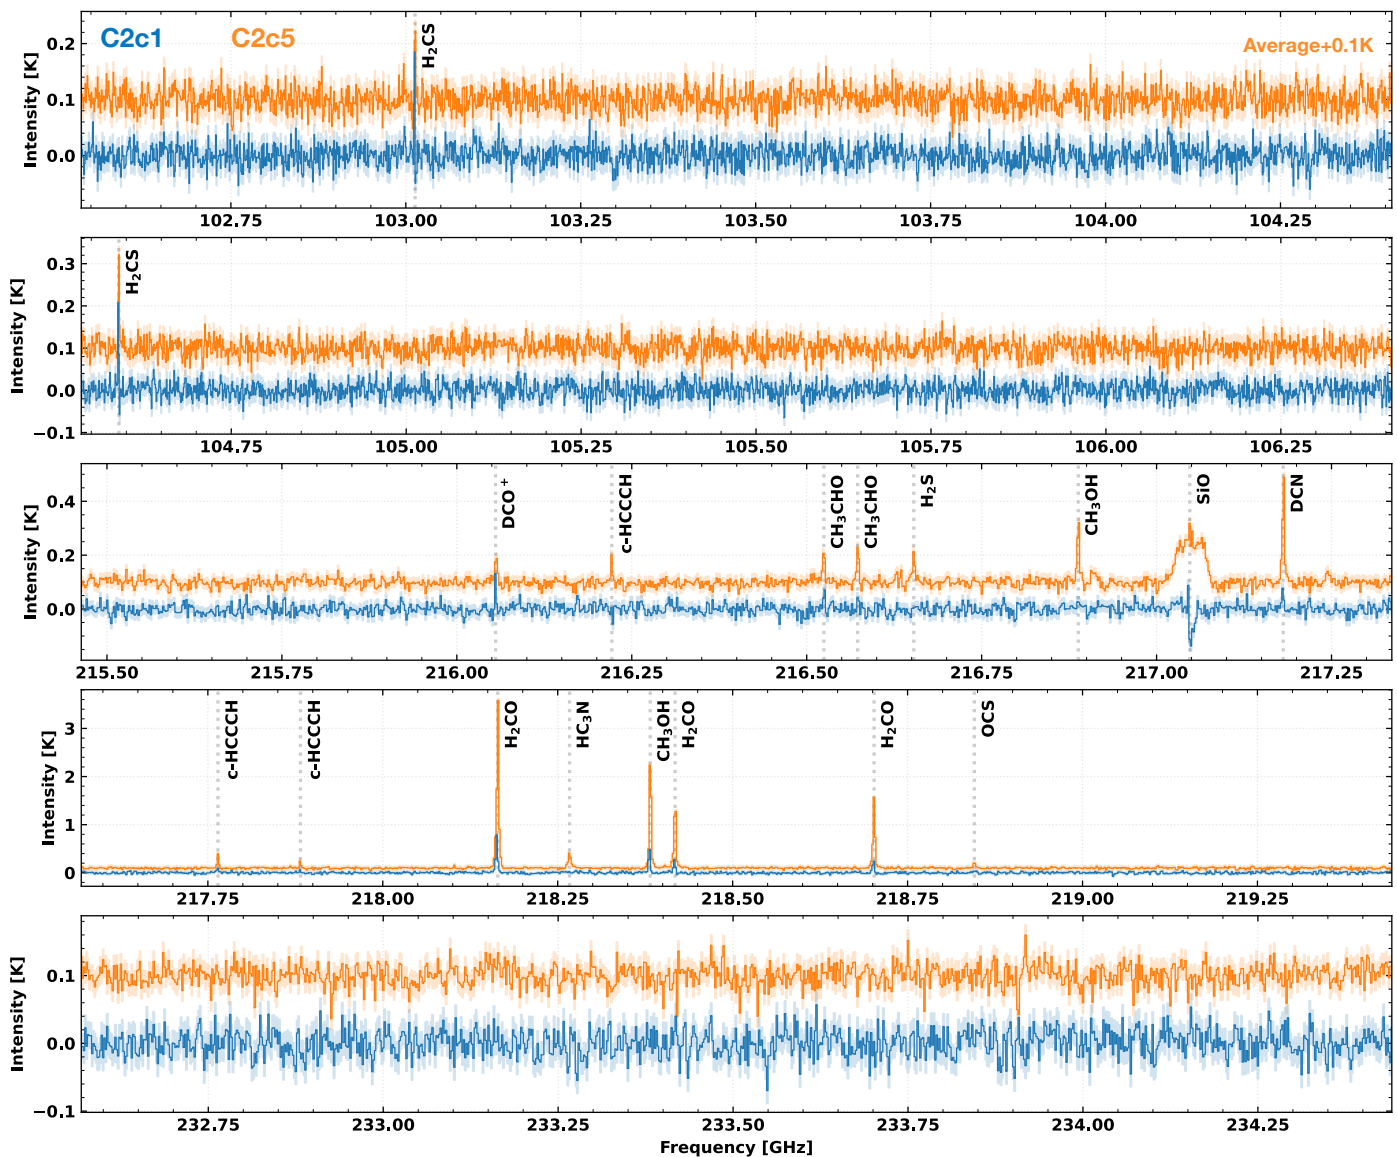 C2c1
C2c5
Average+0.1K
H₂CS
Intensity [K]
0.2
0.1
0.0
102.75
103.00
103.25
103.50
103.75
104.00
104.25
H₂CS
Intensity [K]
0.3
0.2
0.1
0.0
−0.1
104.75
105.00
105.25
105.50
105.75
106.00
106.25
DCO⁺
c-HCCCH
CH₃CHO
CH₃CHO
H₂S
CH₃OH
SiO
DCN
Intensity [K]
0.4
0.2
0.0
215.50
215.75
216.00
216.25
216.50
216.75
217.00
217.25
c-HCCCH
c-HCCCH
H₂CO
HC₃N
CH₃OH
H₂CO
H₂CO
OCS
Intensity [K]
3
2
1
0
217.75
218.00
218.25
218.50
218.75
219.00
219.25
Intensity [K]
0.1
0.0
−0.1
232.75
233.00
233.25
233.50
233.75
234.00
234.25
Frequency [GHz]